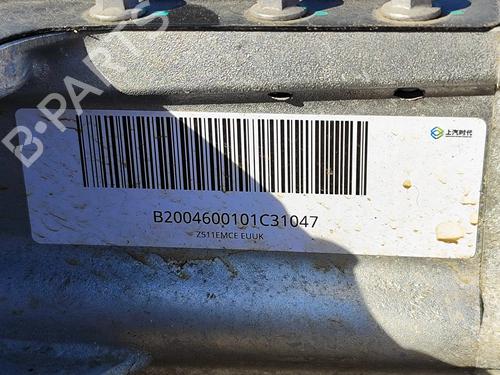 B-PARTS
上汽时代
B2004600101C31047
ZS11EMCE EUUK